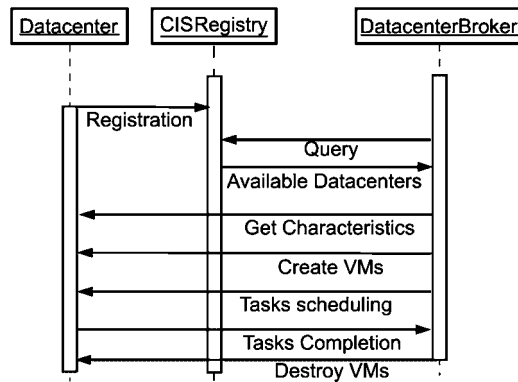 Datacenter
CISRegistry
DatacenterBroker
Registration
Query
Available Datacenters
Get Characteristics
Create VMs
Tasks scheduling
Tasks Completion
Destroy VMs